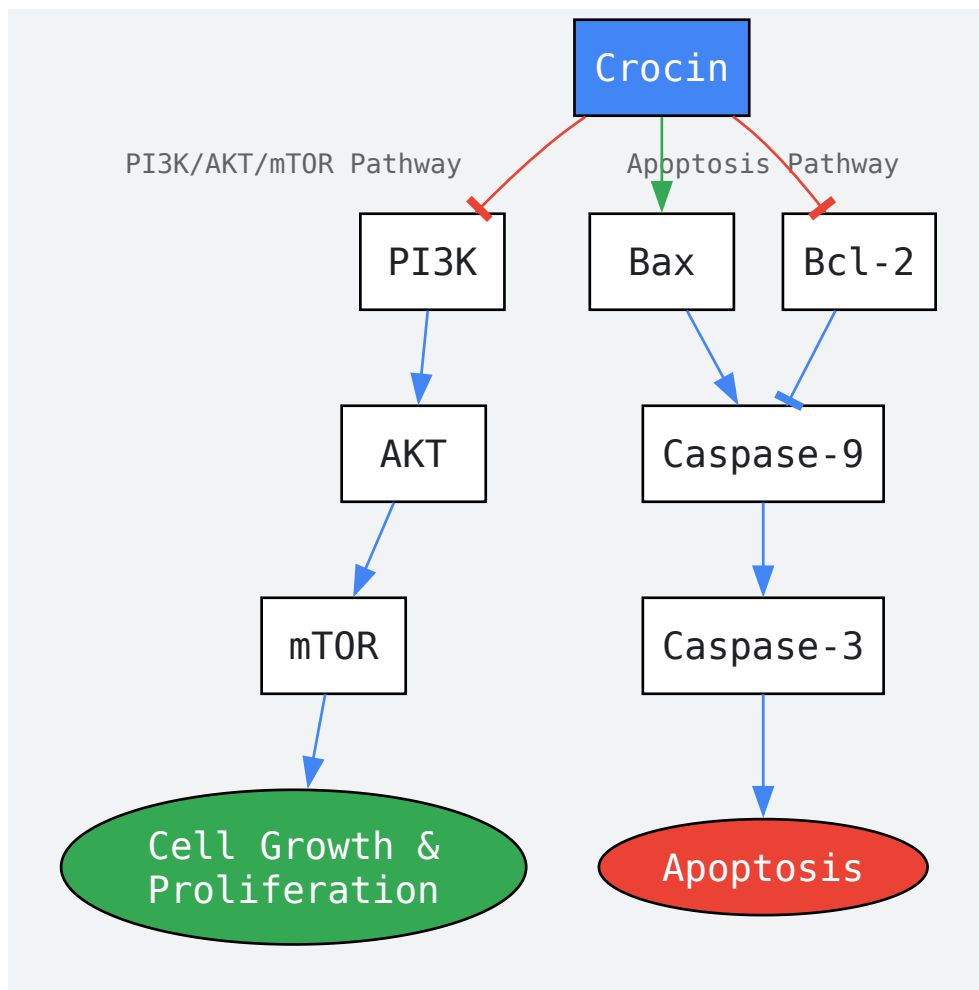 Crocin
PI3K/AKT/mTOR Pathway
Apoptosis Pathway
PI3K
Bax
Bcl-2
AKT
Caspase-9
mTOR
Caspase-3
Cell Growth &
Proliferation
Apoptosis